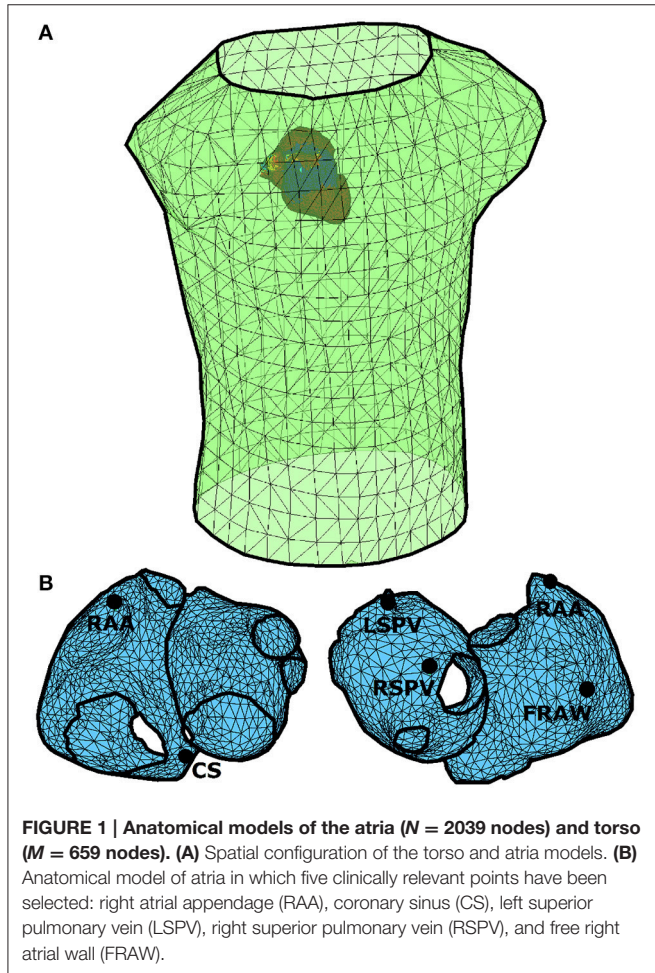 A
B
RAA
CS
LSPV
RSPV
RAA
FRAW
FIGURE 1 | Anatomical models of the atria (N = 2039 nodes) and torso
(M = 659 nodes). (A) Spatial configuration of the torso and atria models. (B)
Anatomical model of atria in which five clinically relevant points have been
selected: right atrial appendage (RAA), coronary sinus (CS), left superior
pulmonary vein (LSPV), right superior pulmonary vein (RSPV), and free right
atrial wall (FRAW).